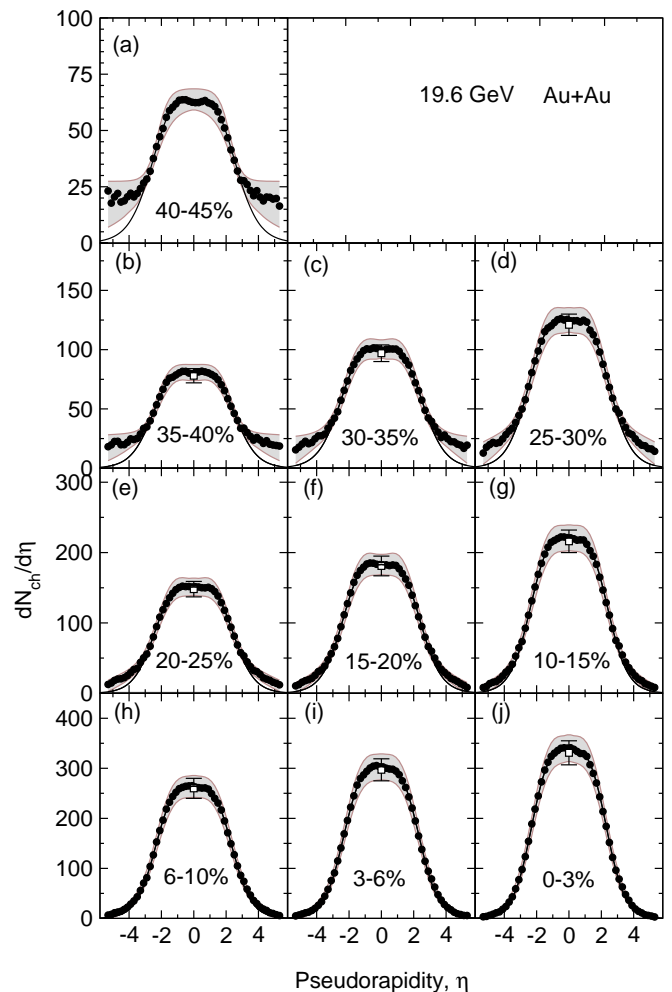 100
(a)
75
19.6 GeV Au+Au
50
25
40-45%
0
(b)
(c)
(d)
150
100
50
35-40%
30-35%
25-30%
0
300
(e)
(f)
(g)
200
100
20-25%
15-20%
10-15%
0
dN_ch/dη
(h)
(i)
(j)
400
300
200
100
6-10%
3-6%
0-3%
0
-4 -2 0 2 4
-4 -2 0 2 4
-4 -2 0 2 4
Pseudorapidity, η